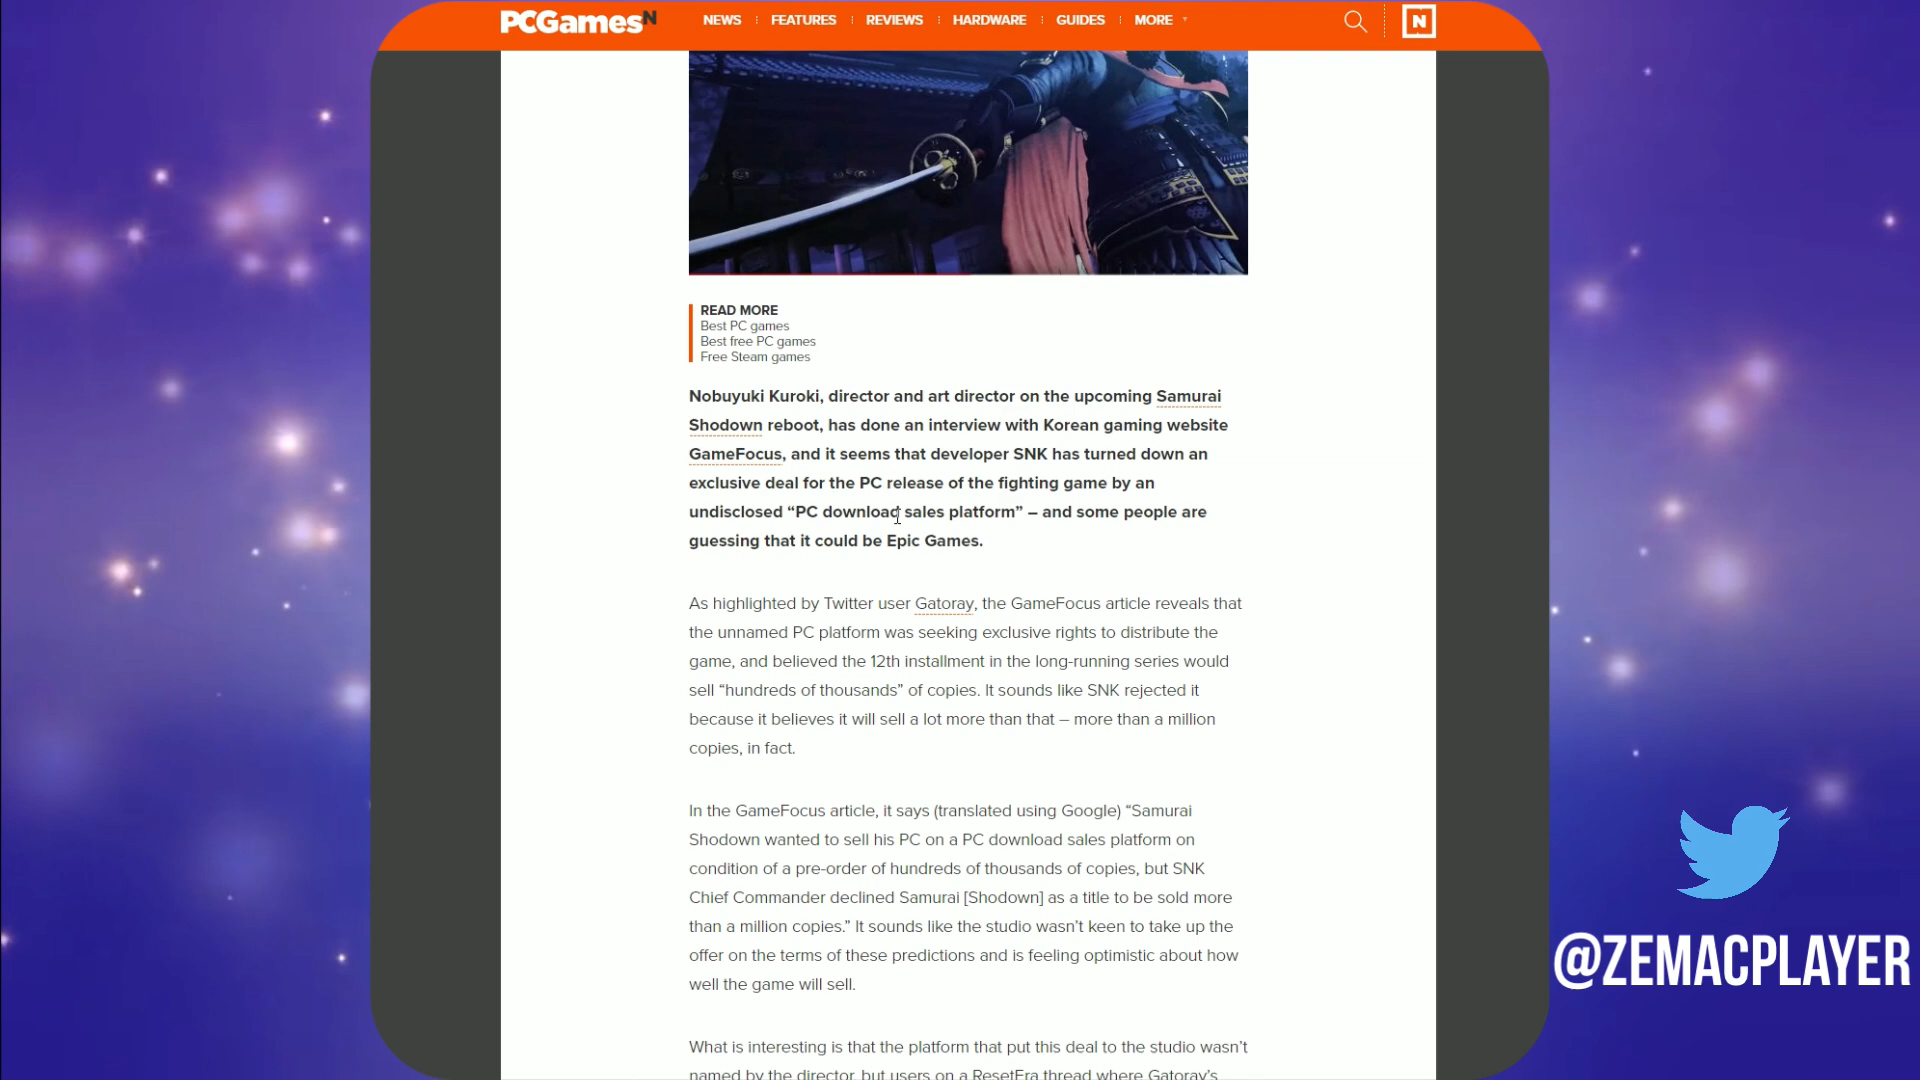 PCGamesN
NEWS
FEATURES
REVIEWS
HARDWARE
GUIDES
MORE
N
READ MORE
Best PC games
Best free PC games
Free Steam games
Nobuyuki Kuroki, director and art director on the upcoming Samurai
Shodown reboot, has done an interview with Korean gaming website
GameFocus, and it seems that developer SNK has turned down an
exclusive deal for the PC release of the fighting game by an
undisclosed “PC download sales platform” – and some people are
guessing that it could be Epic Games.
As highlighted by Twitter user Gatoray, the GameFocus article reveals that
the unnamed PC platform was seeking exclusive rights to distribute the
game, and believed the 12th installment in the long-running series would
sell “hundreds of thousands” of copies. It sounds like SNK rejected it
because it believes it will sell a lot more than that – more than a million
copies, in fact.
In the GameFocus article, it says (translated using Google) “Samurai
Shodown wanted to sell his PC on a PC download sales platform on
condition of a pre-order of hundreds of thousands of copies, but SNK
Chief Commander declined Samurai [Shodown] as a title to be sold more
than a million copies.” It sounds like the studio wasn’t keen to take up the
offer on the terms of these predictions and is feeling optimistic about how
well the game will sell.
What is interesting is that the platform that put this deal to the studio wasn’t
named by the director, but users on a ResetEra thread where Gatoray’s
@ZEMACPLAYER